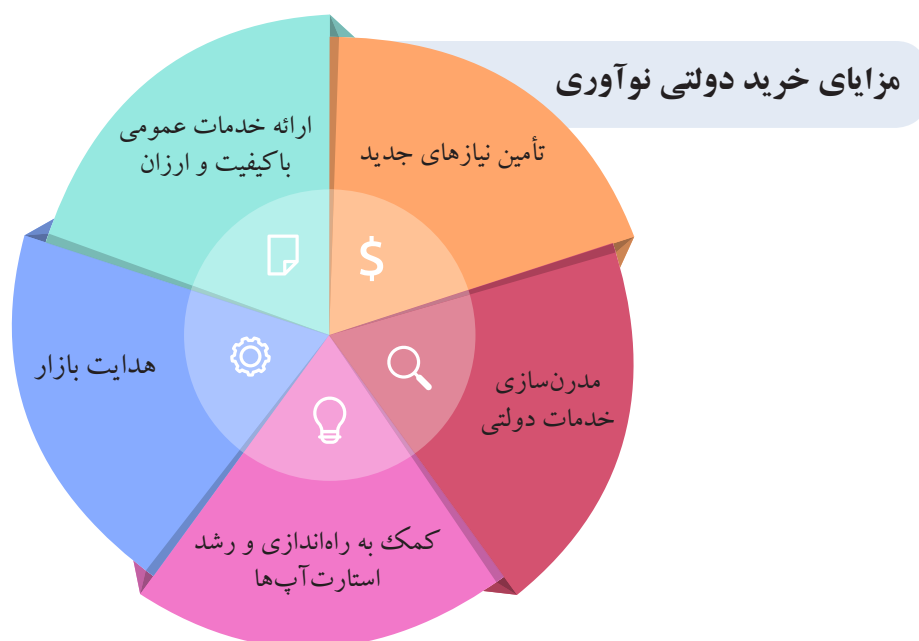 مزایای خرید دولتی نوآوری
تأمین نیازهای جدید
مدرن‌سازی
خدمات دولتی
کمک به راه‌اندازی و رشد
استارت‌آپ‌ها
هدایت بازار
ارائه خدمات عمومی
باکیفیت و ارزان
$